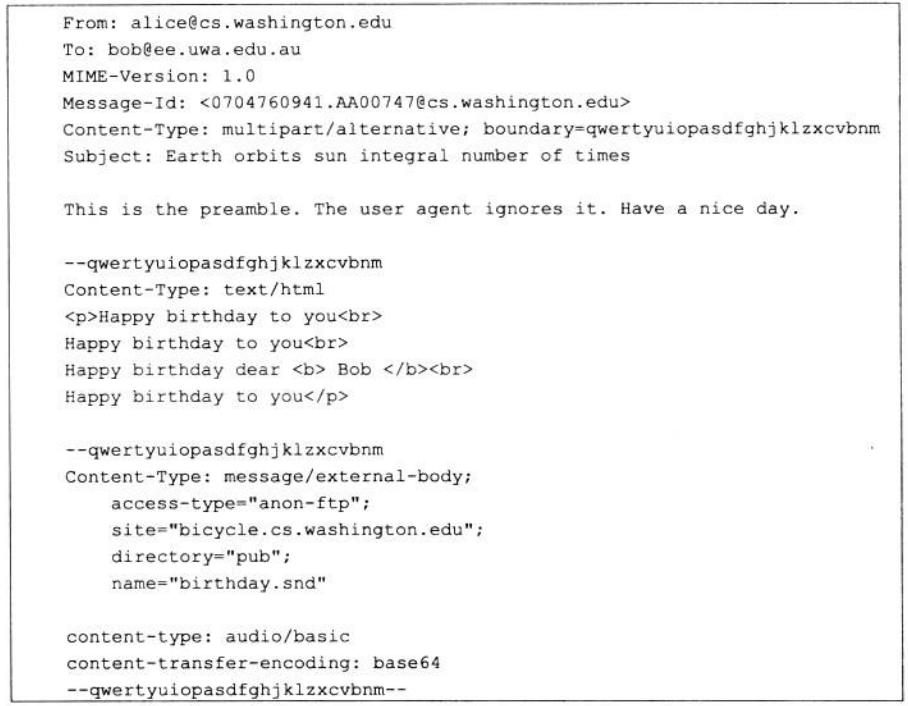 From: alice@cs.washington.edu
To: bob@ee.uwa.edu.au
MIME-Version: 1.0
Message-Id: <0704760941.AA00747@cs.washington.edu>
Content-Type: multipart/alternative; boundary=qwertyuiopasdfghjklzxcvbnm
Subject: Earth orbits sun integral number of times
This is the preamble. The user agent ignores it. Have a nice day.
--qwertyuiopasdfghjklzxcvbnm
Content-Type: text/html
<p>Happy birthday to you<br>
Happy birthday to you<br>
Happy birthday dear <b> Bob </b><br>
Happy birthday to you</p>
--qwertyuiopasdfghjklzxcvbnm
Content-Type: message/external-body;
access-type="anon-ftp";
site="bicycle.cs.washington.edu";
directory="pub";
name="birthday.snd"
content-type: audio/basic
content-transfer-encoding: base64
--qwertyuiopasdfghjklzxcvbnm--